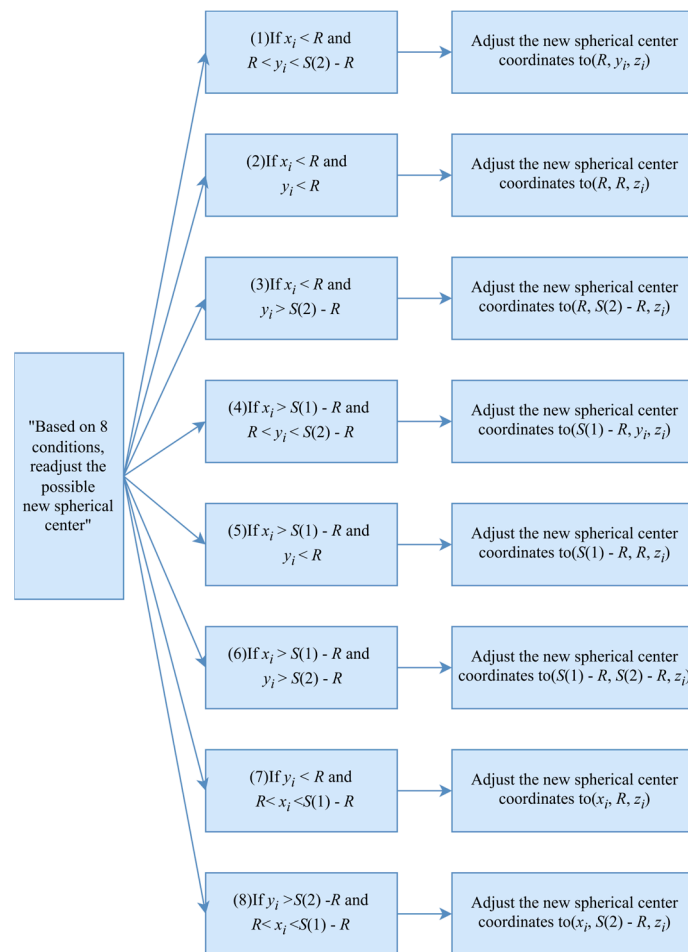 "Based on 8
conditions,
readjust the
possible
new spherical
center"
(1)If xᵢ < R and
R < yᵢ < S(2) - R
Adjust the new spherical center
coordinates to(R, yᵢ, zᵢ)
(2)If xᵢ < R and
yᵢ < R
Adjust the new spherical center
coordinates to(R, R, zᵢ)
(3)If xᵢ < R and
yᵢ > S(2) - R
Adjust the new spherical center
coordinates to(R, S(2) - R, zᵢ)
(4)If xᵢ > S(1) - R and
R < yᵢ < S(2) - R
Adjust the new spherical center
coordinates to(S(1) - R, yᵢ, zᵢ)
(5)If xᵢ > S(1) - R and
yᵢ < R
Adjust the new spherical center
coordinates to(S(1) - R, R, zᵢ)
(6)If xᵢ > S(1) - R and
yᵢ > S(2) - R
Adjust the new spherical center
coordinates to(S(1) - R, S(2) - R, zᵢ)
(7)If yᵢ < R and
R< xᵢ <S(1) - R
Adjust the new spherical center
coordinates to(xᵢ, R, zᵢ)
(8)If yᵢ >S(2) -R and
R< xᵢ <S(1) - R
Adjust the new spherical center
coordinates to(xᵢ, S(2) - R, zᵢ)